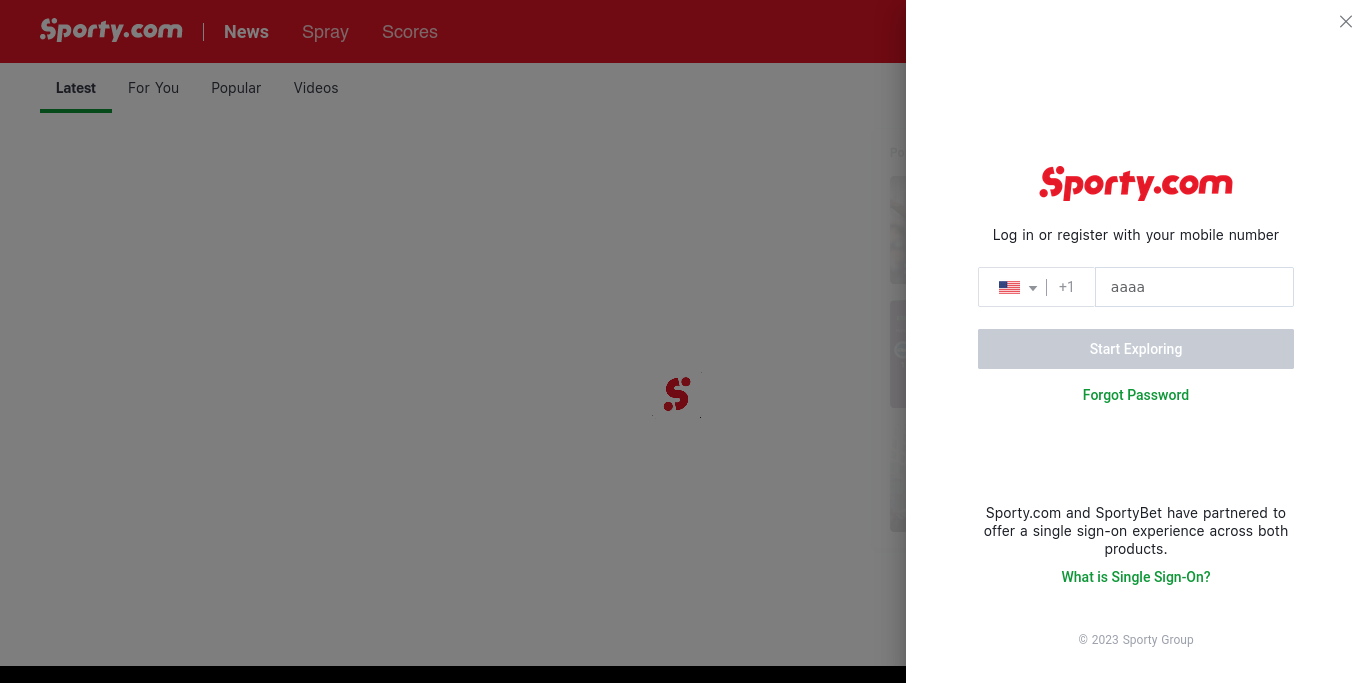 Sporty.com News Spray Scores
Latest For You Popular Videos
Sporty.com
Log in or register with your mobile number
+1 aaaa
Start Exploring
Forgot Password
Sporty.com and SportyBet have partnered to
offer a single sign-on experience across both
products.
What is Single Sign-On?
© 2023 Sporty Group